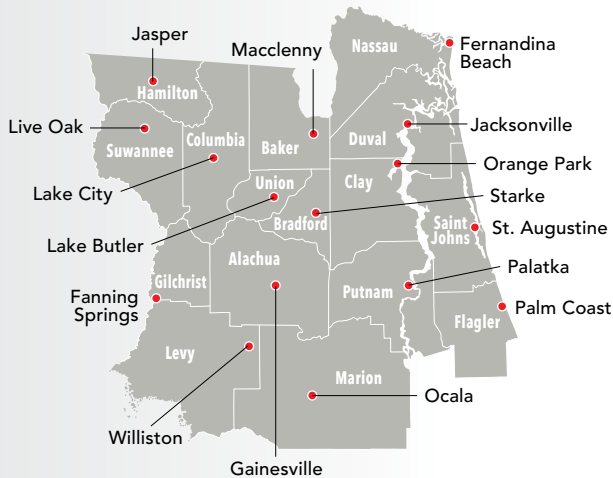 Jasper
Macclenny
Nassau
Fernandina
Beach
Hamilton
Live Oak
Suwannee
Columbia
Baker
Duval
Jacksonville
Lake City
Union
Clay
Orange Park
Starke
Lake Butler
Bradford
Saint
Johns
St. Augustine
Alachua
Gilchrist
Palatka
Fanning
Springs
Putnam
Palm Coast
Flagler
Levy
Marion
Ocala
Williston
Gainesville